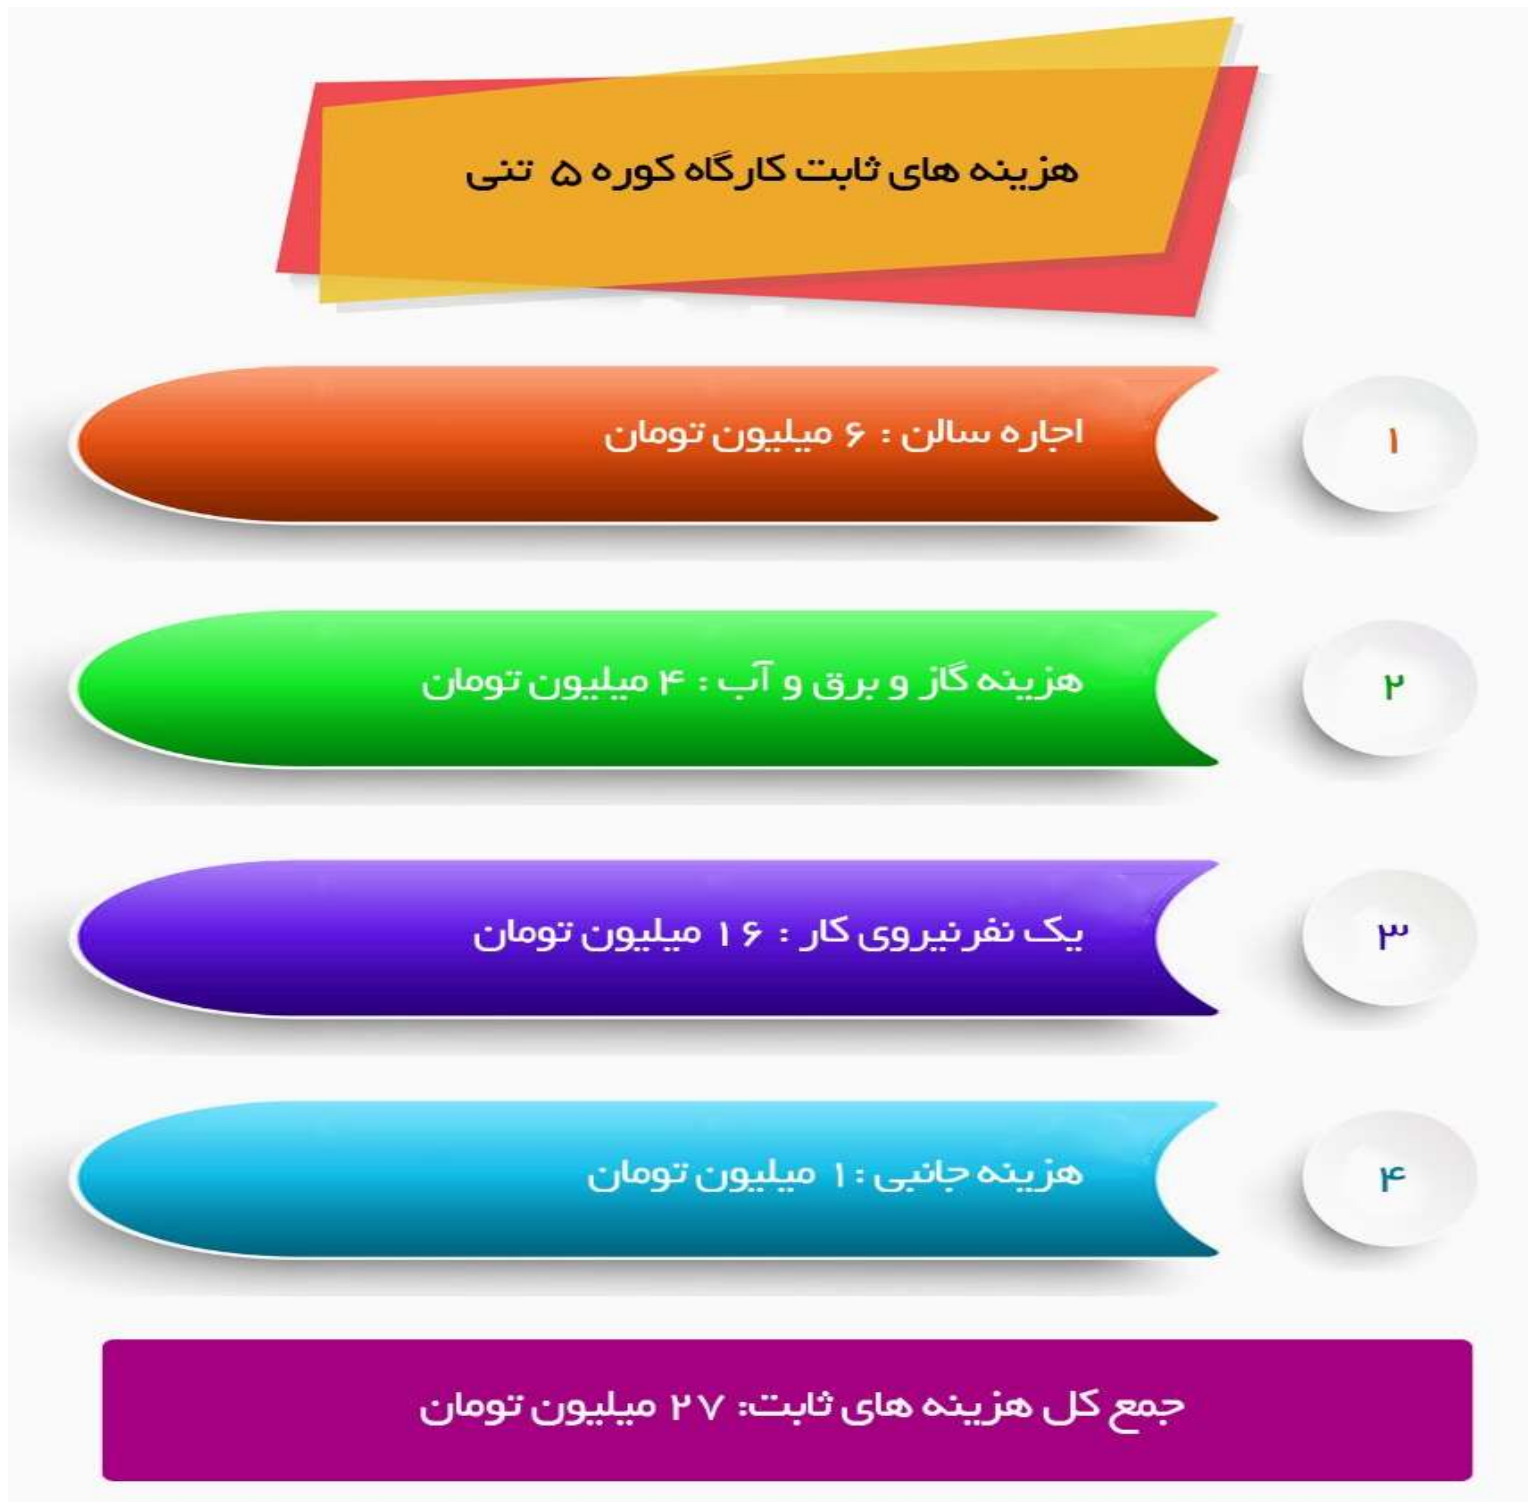 هزینه های ثابت کارگاه کوره ۵ تنی
۱
اجاره سالن : ۶ میلیون تومان
۲
هزینه گاز و برق و آب : ۴ میلیون تومان
۳
یک نفرنیروی کار : ۱۶ میلیون تومان
۴
هزینه جانبی : ۱ میلیون تومان
جمع کل هزینه های ثابت: ۲۷ میلیون تومان